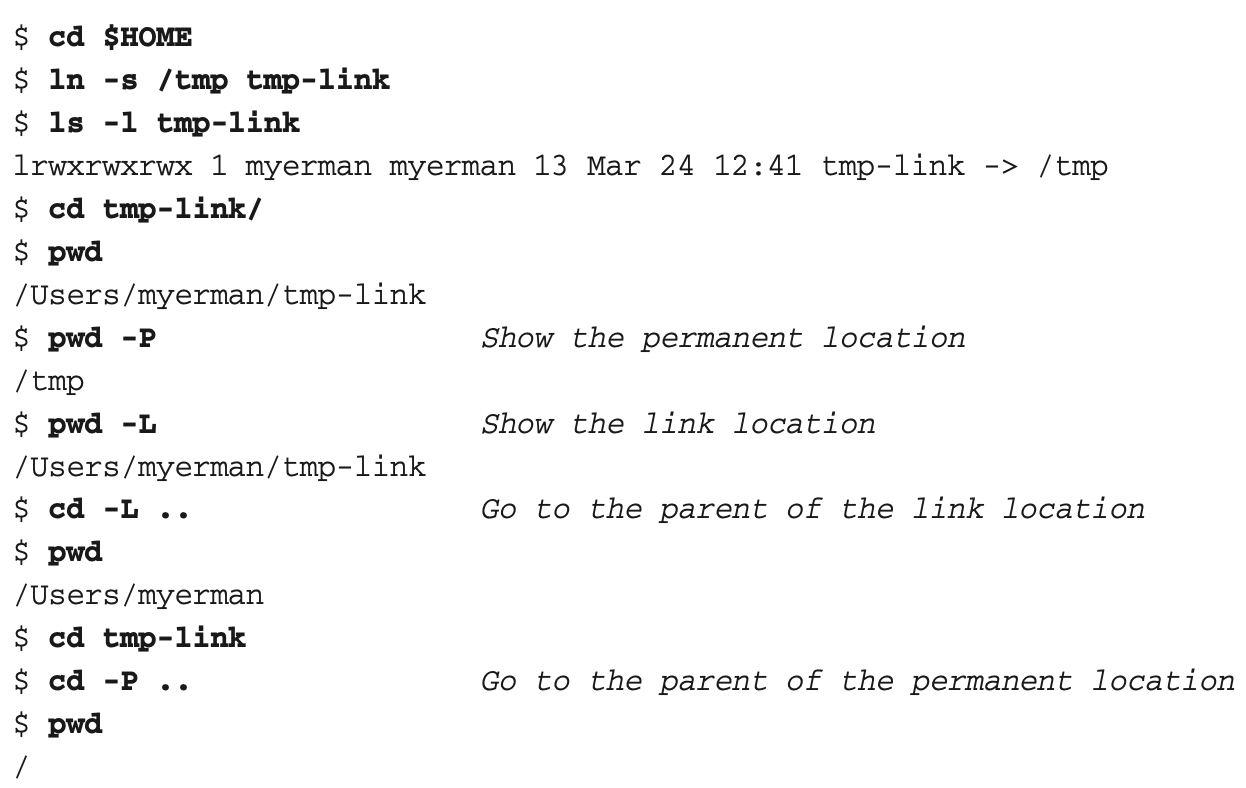 $ cd $HOME
$ ln -s /tmp tmp-link
$ ls -l tmp-link
lrwxrwxrwx 1 myerman myerman 13 Mar 24 12:41 tmp-link -> /tmp
$ cd tmp-link/
$ pwd
/Users/myerman/tmp-link
$ pwd -P Show the permanent location
/tmp
$ pwd -L Show the link location
/Users/myerman/tmp-link
$ cd -L .. Go to the parent of the link location
$ pwd
/Users/myerman
$ cd tmp-link
$ cd -P .. Go to the parent of the permanent location
$ pwd
/